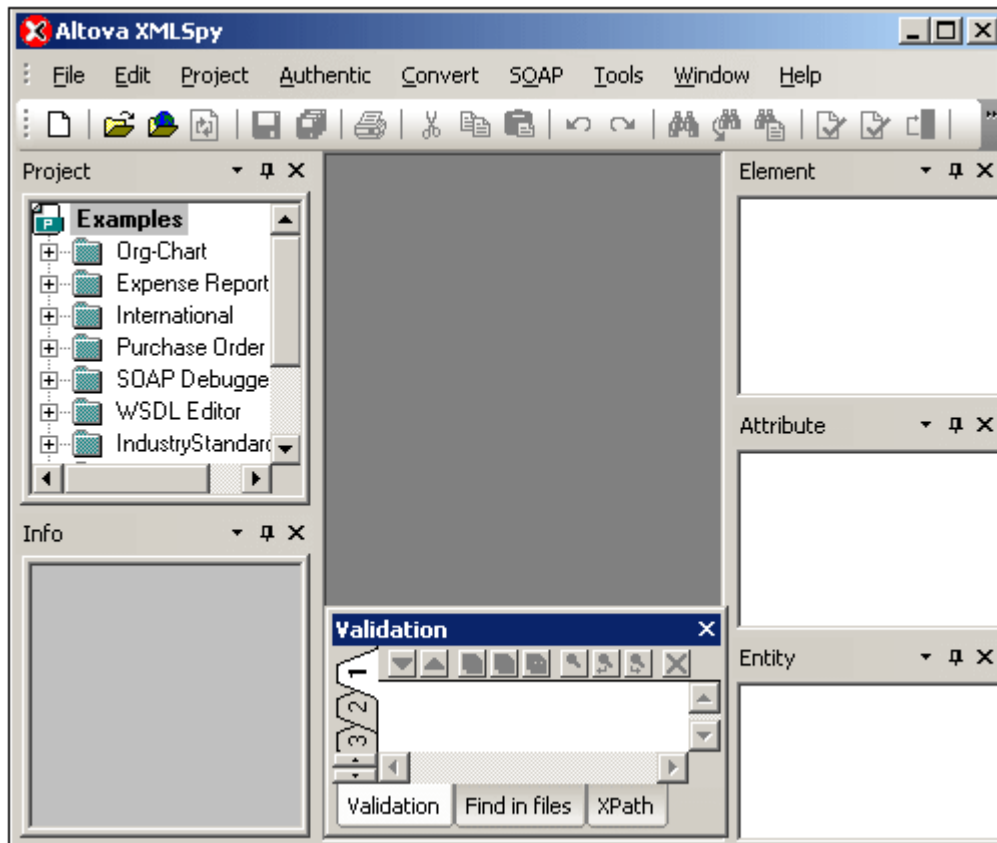 Altova XMLSpy
File Edit Project Authentic Convert SOAP Tools Window Help
Project
Examples
Org-Chart
Expense Report
International
Purchase Order
SOAP Debugge
WSDL Editor
IndustryStandard
Info
Validation
1
2
3
Validation Find in files XPath
Element
Attribute
Entity